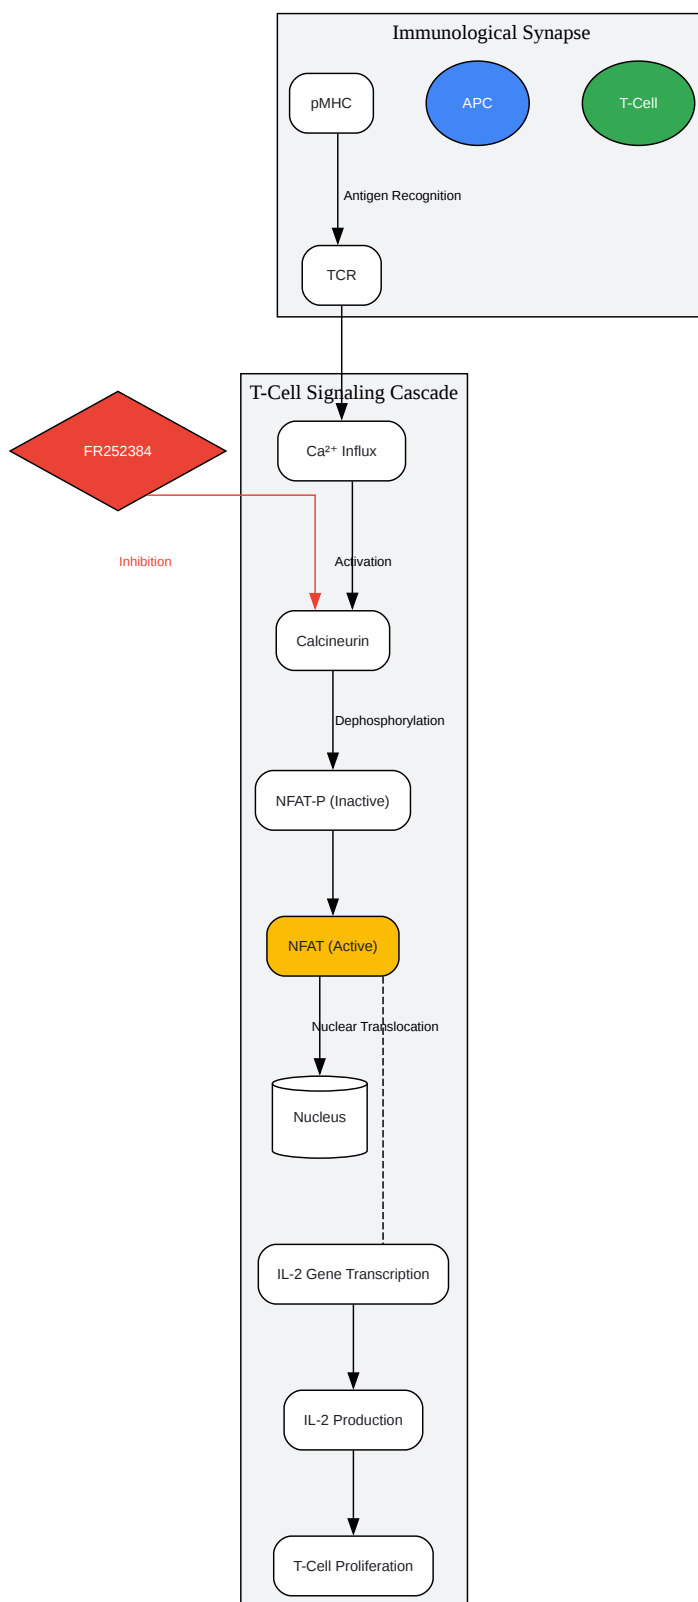 Immunological Synapse
pMHC
APC
T-Cell
Antigen Recognition
TCR
T-Cell Signaling Cascade
FR252384
Ca²⁺ Influx
Inhibition
Activation
Calcineurin
Dephosphorylation
NFAT-P (Inactive)
NFAT (Active)
Nuclear Translocation
Nucleus
IL-2 Gene Transcription
IL-2 Production
T-Cell Proliferation